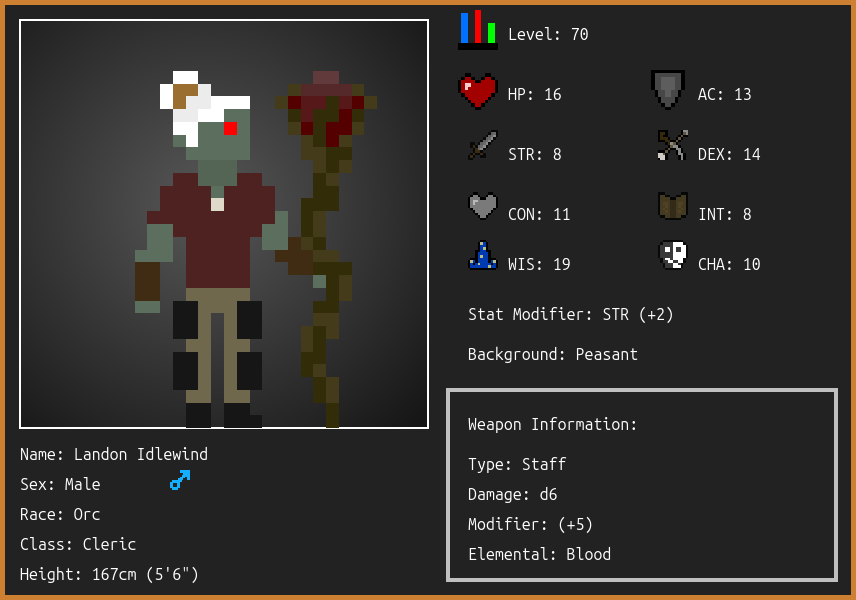 Level: 70
HP: 16
AC: 13
STR: 8
DEX: 14
CON: 11
INT: 8
WIS: 19
CHA: 10
Stat Modifier: STR (+2)
Background: Peasant
Weapon Information:
Type: Staff
Damage: d6
Modifier: (+5)
Elemental: Blood
Name: Landon Idlewind
Sex: Male
Race: Orc
Class: Cleric
Height: 167cm (5'6")